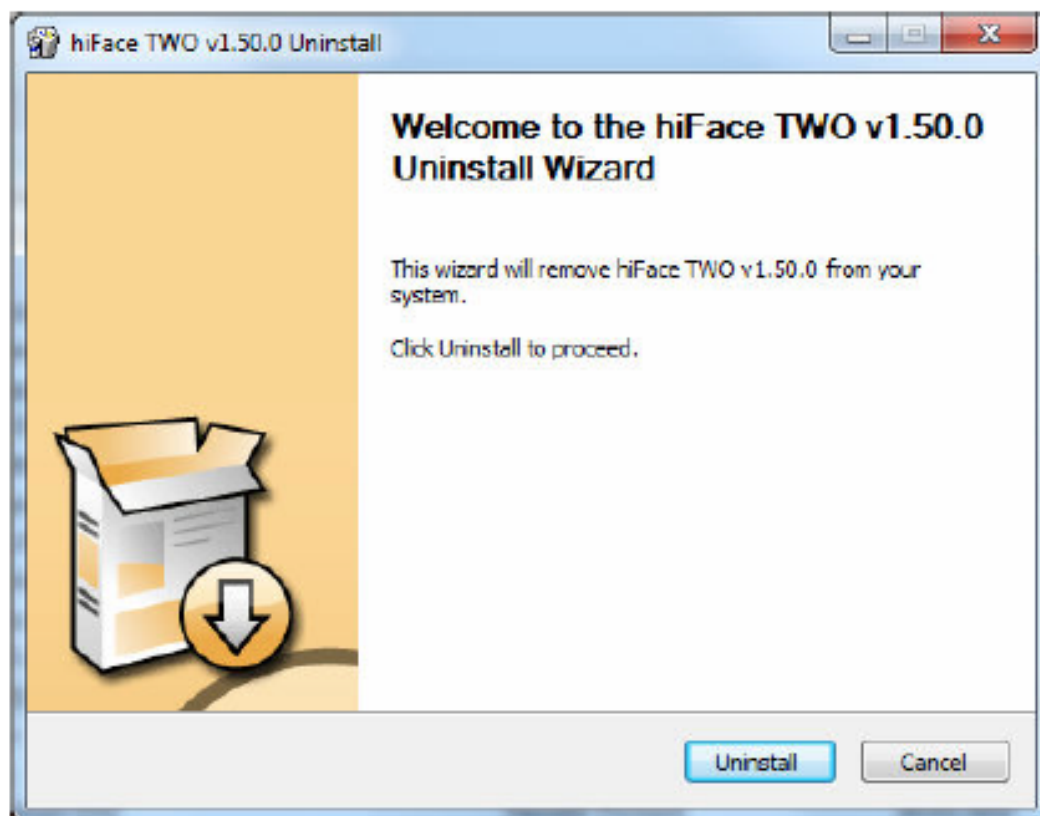 hiFace TWO v1.50.0 Uninstall
Welcome to the hiFace TWO v1.50.0
Uninstall Wizard
This wizard will remove hiFace TWO v1.50.0 from your
system.
Click Uninstall to proceed.
Uninstall
Cancel